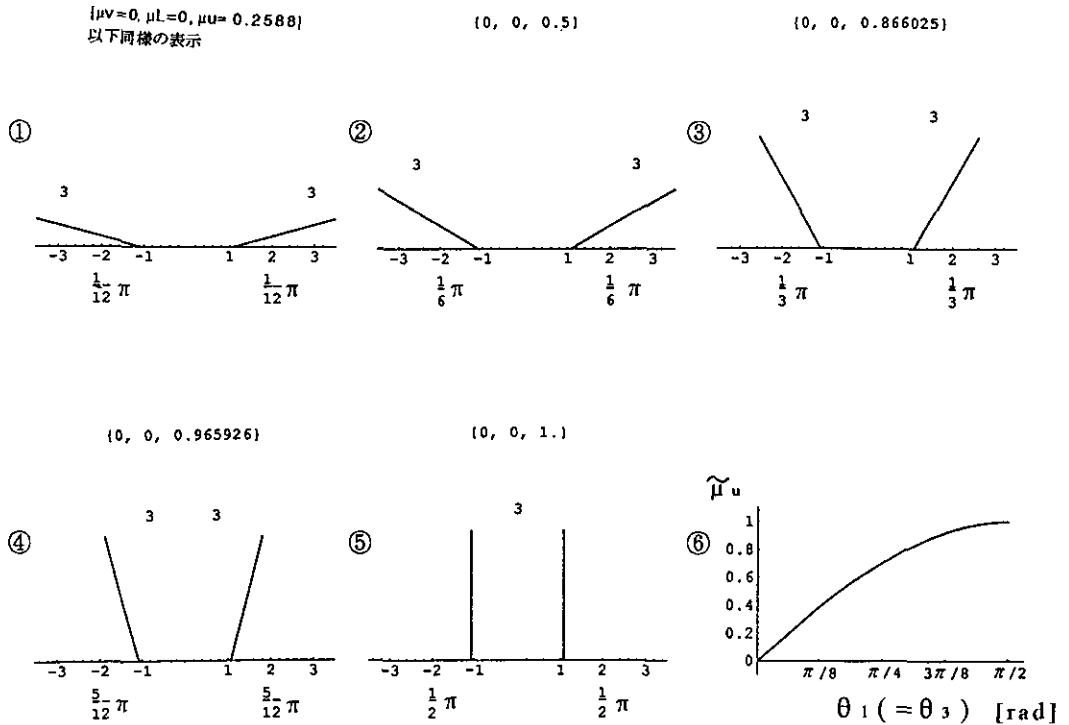 {μv=0, μL=0, μu= 0.2588}
以下同様の表示
{0, 0, 0.5}
{0, 0, 0.866025}
①
3 3
-3 -2 -1 1 2 3
1/12 π 1/12 π
②
3 3
-3 -2 -1 1 2 3
1/6 π 1/6 π
③
3 3
-3 -2 -1 1 2 3
1/3 π 1/3 π
{0, 0, 0.965926}
{0, 0, 1.}
④
3 3
-3 -2 -1 1 2 3
5/12 π 5/12 π
⑤
3
-3 -2 -1 1 2 3
1/2 π 1/2 π
⑥
μ̃u
1
0.8
0.6
0.4
0.2
0
π/8 π/4 3π/8 π/2
θ1(=θ3) [rad]